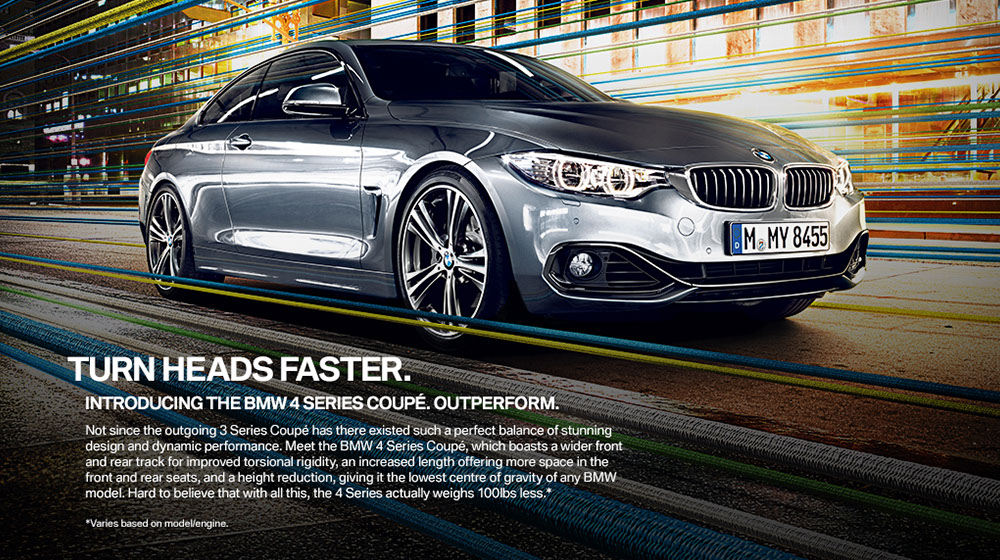 M MY 8455
D
TURN HEADS FASTER.
INTRODUCING THE BMW 4 SERIES COUPÉ. OUTPERFORM.
Not since the outgoing 3 Series Coupé has there existed such a perfect balance of stunning
design and dynamic performance. Meet the BMW 4 Series Coupé, which boasts a wider front
and rear track for improved torsional rigidity, an increased length offering more space in the
front and rear seats, and a height reduction, giving it the lowest centre of gravity of any BMW
model. Hard to believe that with all this, the 4 Series actually weighs 100lbs less.*
*Varies based on model/engine.